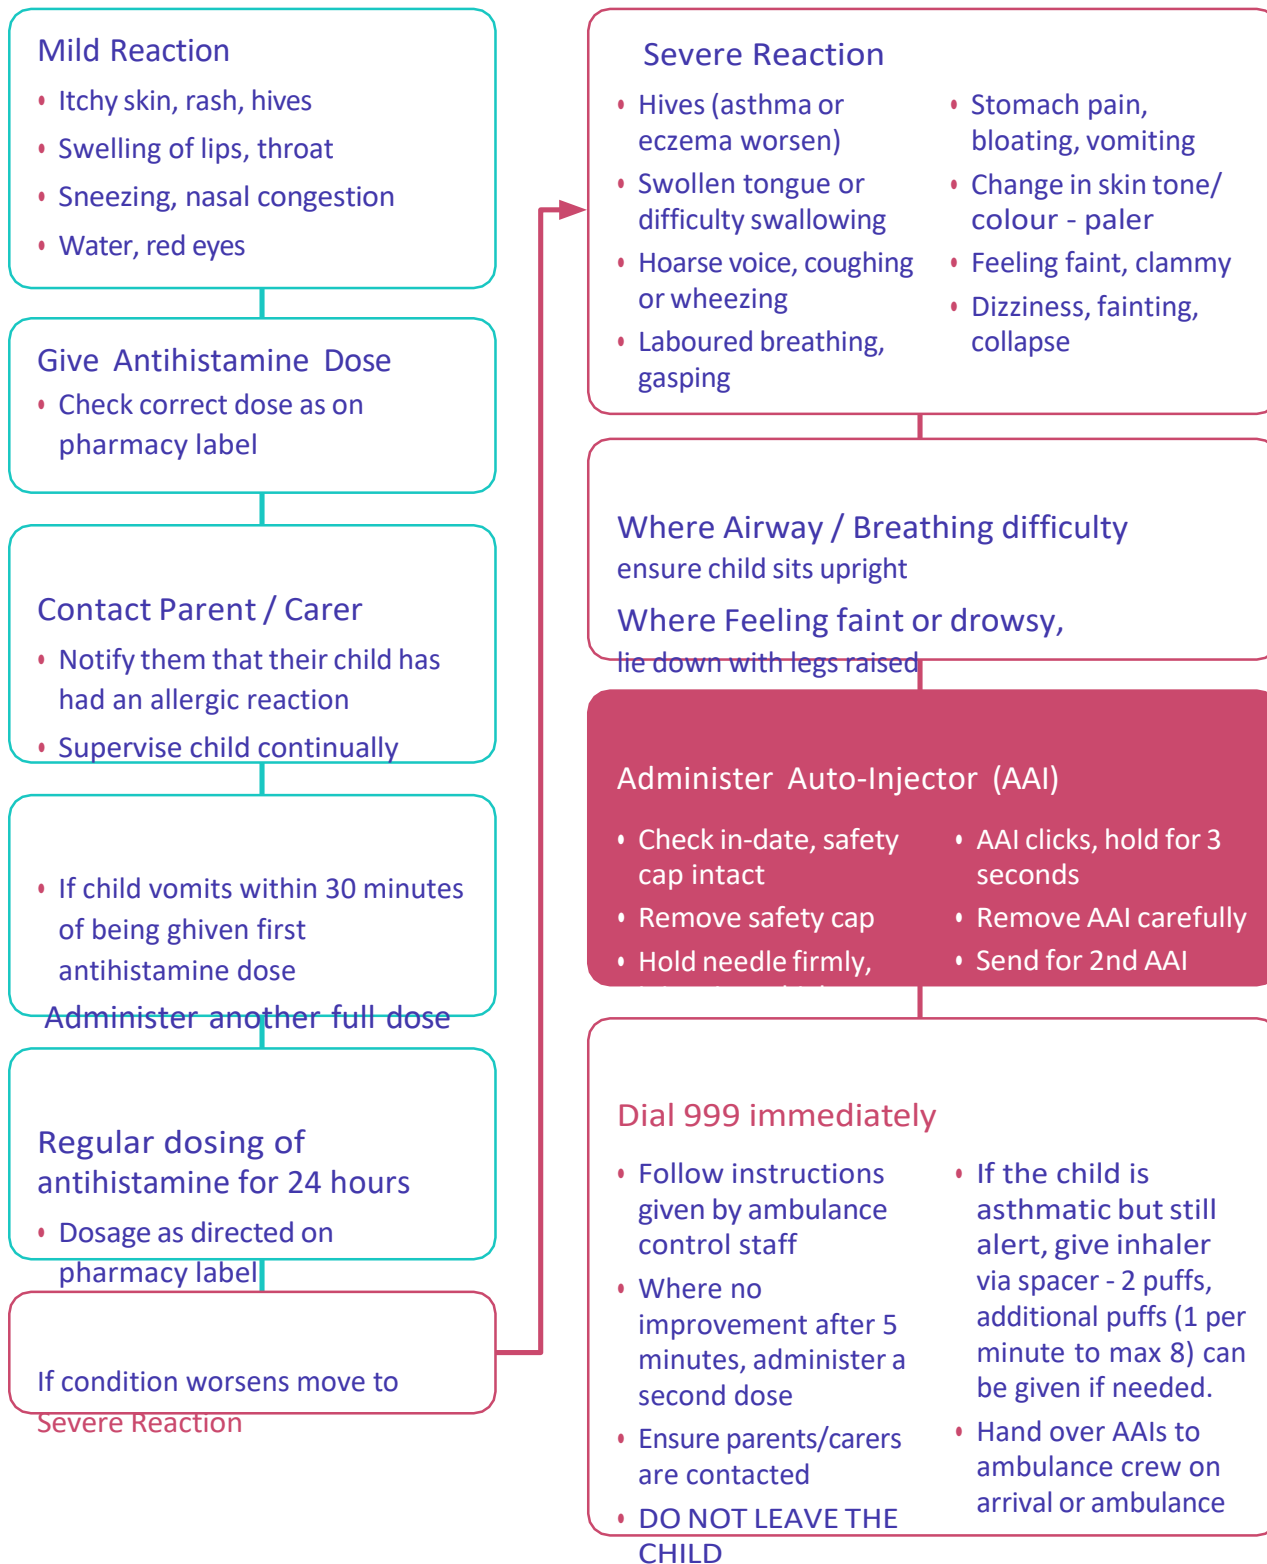 Mild Reaction
• Itchy skin, rash, hives
• Swelling of lips, throat
• Sneezing, nasal congestion
• Water, red eyes
Give Antihistamine Dose
• Check correct dose as on
pharmacy label
Contact Parent / Carer
• Notify them that their child has
had an allergic reaction
• Supervise child continually
• If child vomits within 30 minutes
of being ghiven first
antihistamine dose
Administer another full dose
Regular dosing of
antihistamine for 24 hours
• Dosage as directed on
pharmacy label
If condition worsens move to
Severe Reaction
Severe Reaction
• Hives (asthma or
eczema worsen)
• Swollen tongue or
difficulty swallowing
• Hoarse voice, coughing
or wheezing
• Laboured breathing,
gasping
• Stomach pain,
bloating, vomiting
• Change in skin tone/
colour - paler
• Feeling faint, clammy
• Dizziness, fainting,
collapse
Where Airway / Breathing difficulty
ensure child sits upright
Where Feeling faint or drowsy,
lie down with legs raised
Administer Auto-Injector (AAI)
• Check in-date, safety
cap intact
• Remove safety cap
• Hold needle firmly,
• AAI clicks, hold for 3
seconds
• Remove AAI carefully
• Send for 2nd AAI
Dial 999 immediately
• Follow instructions
given by ambulance
control staff
• Where no
improvement after 5
minutes, administer a
second dose
• Ensure parents/carers
are contacted
• DO NOT LEAVE THE
CHILD
• If the child is
asthmatic but still
alert, give inhaler
via spacer - 2 puffs,
additional puffs (1 per
minute to max 8) can
be given if needed.
• Hand over AAIs to
ambulance crew on
arrival or ambulance